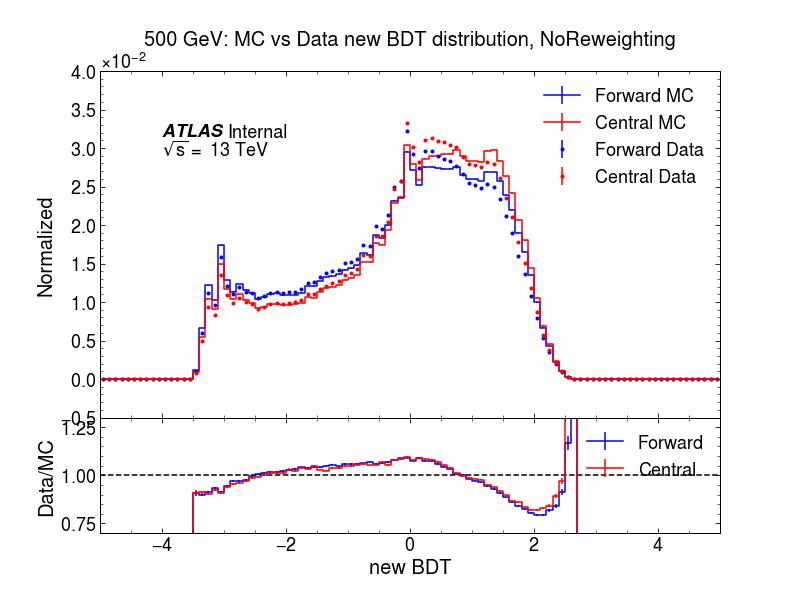 500 GeV: MC vs Data new BDT distribution, NoReweighting
×10−2
4.0
3.5
3.0
2.5
2.0
1.5
1.0
0.5
0.0
−0.5
Normalized
ATLAS Internal
√s = 13 TeV
Forward MC
Central MC
Forward Data
Central Data
1.25
1.00
0.75
Data/MC
Forward
Central
−4 −2 0 2 4
new BDT